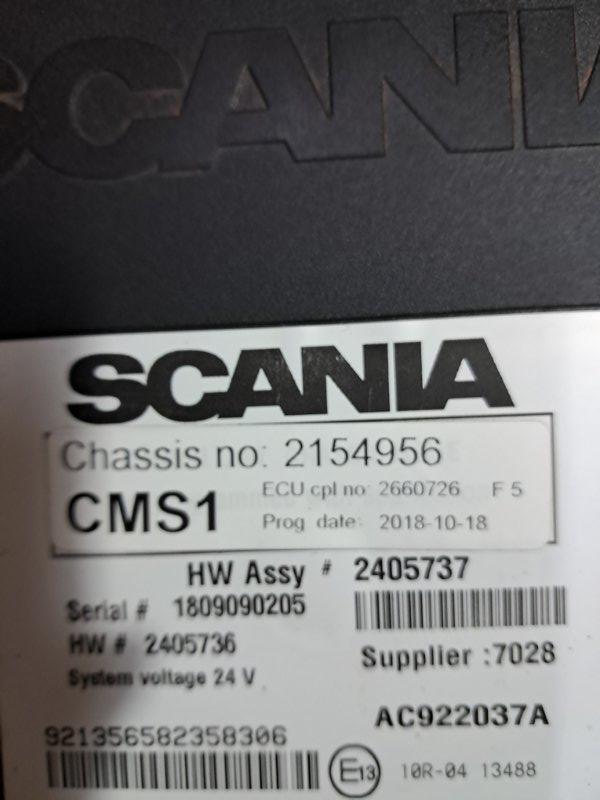 SCANIA
SCANIA
Chassis no: 2154956
CMS1 ECU cpl no: 2660726 F 5
Prog date: 2018-10-18
HW Assy # 2405737
Serial # 1809090205
HW # 2405736
Supplier :7028
System voltage 24 V
AC922037A
921356582358306
E13 10R-04 13488